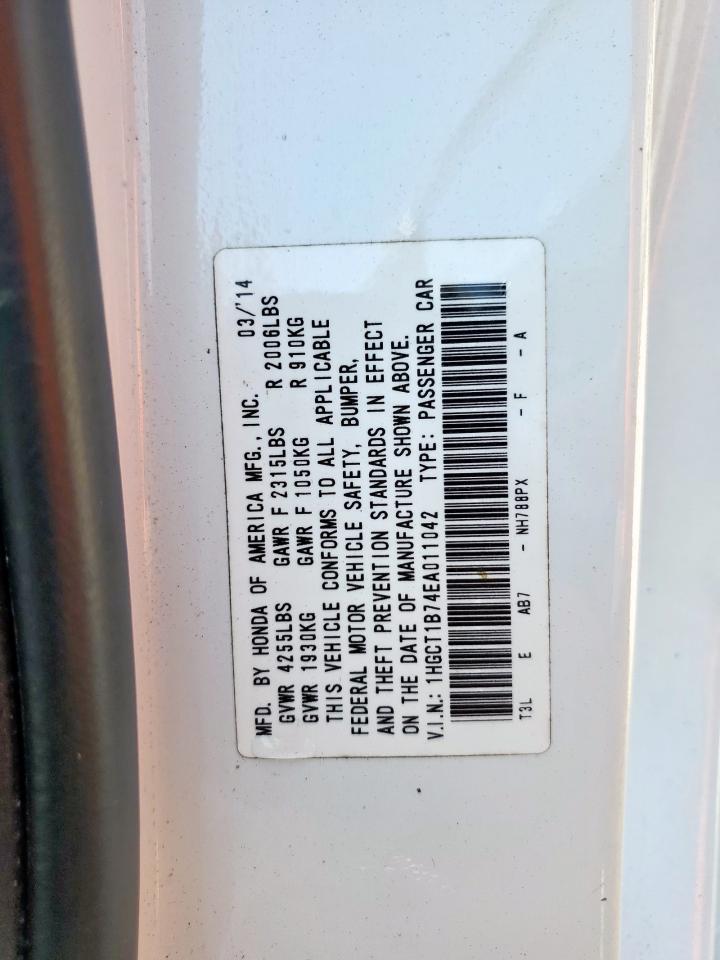 MFD. BY HONDA OF AMERICA MFG., INC. 03/'14
GVWR 4255LBS GAWR F 2315LBS R 2006LBS
GVWR 1930KG GAWR F 1050KG R 910KG
THIS VEHICLE CONFORMS TO ALL APPLICABLE
FEDERAL MOTOR VEHICLE SAFETY, BUMPER,
AND THEFT PREVENTION STANDARDS IN EFFECT
ON THE DATE OF MANUFACTURE SHOWN ABOVE.
V.I.N.: 1HGCT1B74EA011042 TYPE: PASSENGER CAR
T3L E AB7 - NH788PX - F - A